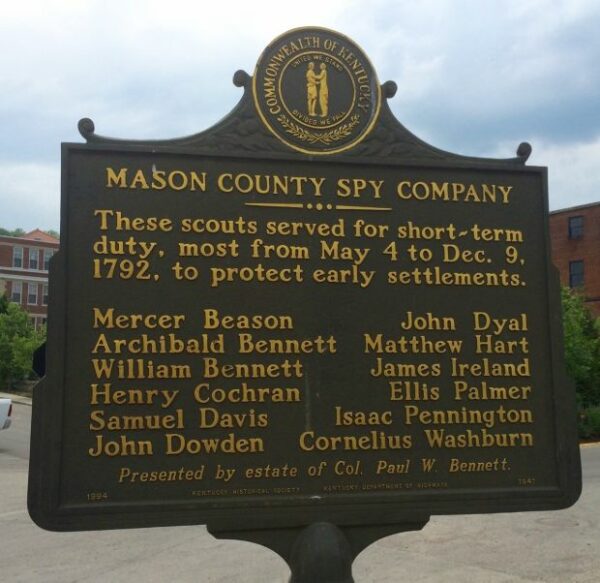 COMMONWEALTH OF KENTUCKY
UNITED WE STAND
DIVIDED WE FALL
MASON COUNTY SPY COMPANY
These scouts served for short-term
duty, most from May 4 to Dec. 9,
1792, to protect early settlements.
Mercer Beason John Dyal
Archibald Bennett Matthew Hart
William Bennett James Ireland
Henry Cochran Ellis Palmer
Samuel Davis Isaac Pennington
John Dowden Cornelius Washburn
Presented by estate of Col. Paul W. Bennett.
1994 KENTUCKY HISTORICAL SOCIETY KENTUCKY DEPARTMENT OF HIGHWAYS